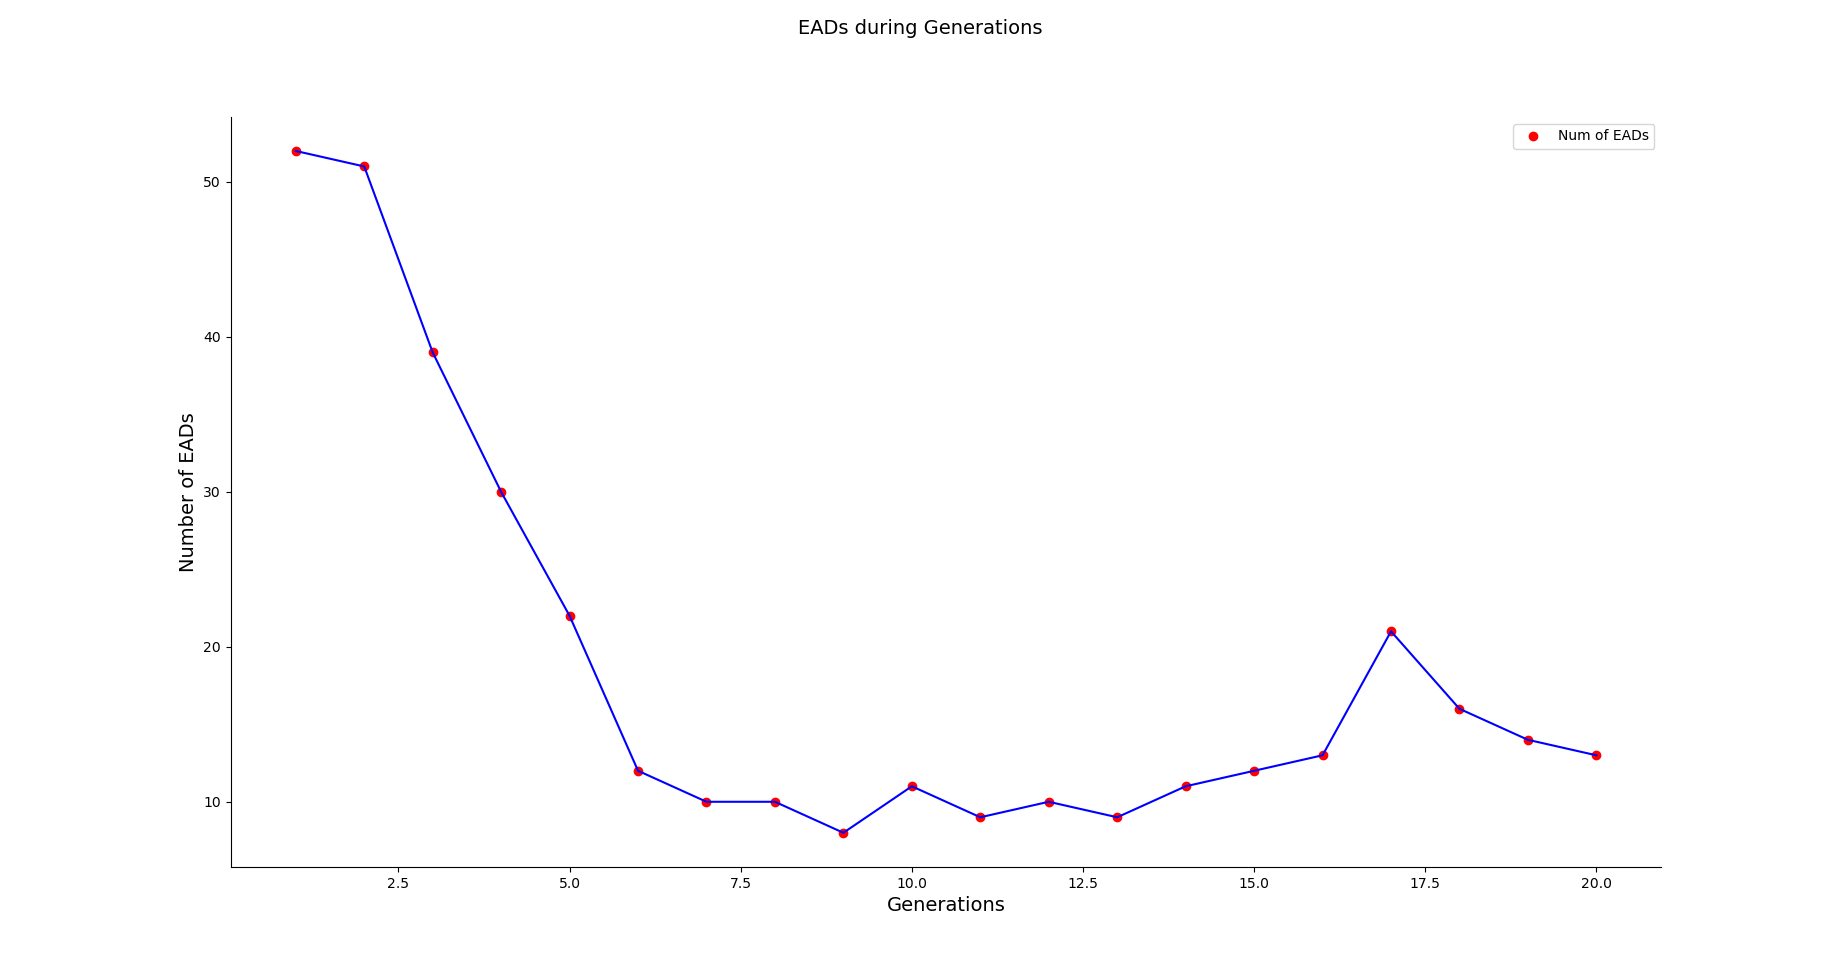 EADs during Generations
Num of EADs
50
40
30
20
10
Number of EADs
2.5 5.0 7.5 10.0 12.5 15.0 17.5 20.0
Generations